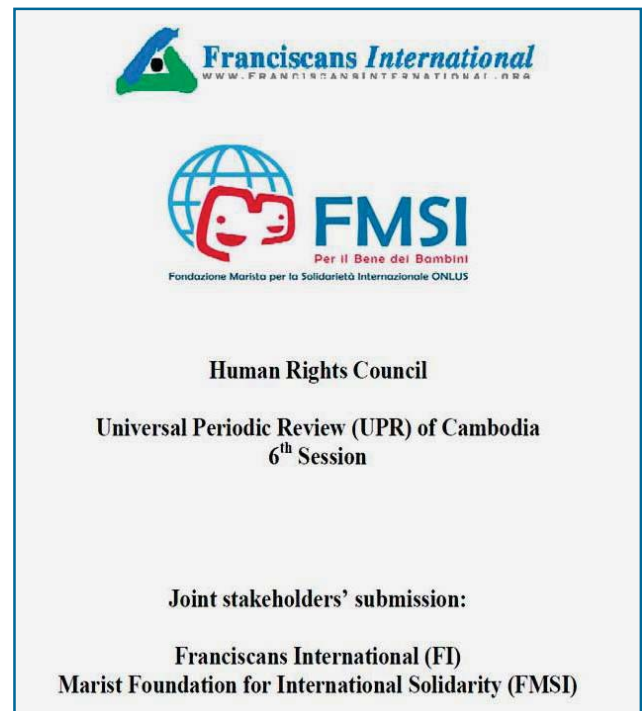 Franciscans International
WWW.FRANCISCANSINTERNATIONAL.ORG
FMSI
Per il Bene dei Bambini
Fondazione Marista per la Solidarietà Internazionale ONLUS
Human Rights Council
Universal Periodic Review (UPR) of Cambodia
6th Session
Joint stakeholders’ submission:
Franciscans International (FI)
Marist Foundation for International Solidarity (FMSI)